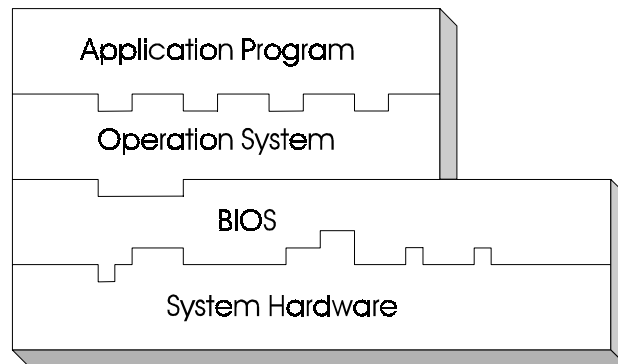 Application Program
Operation System
BIOS
System Hardware